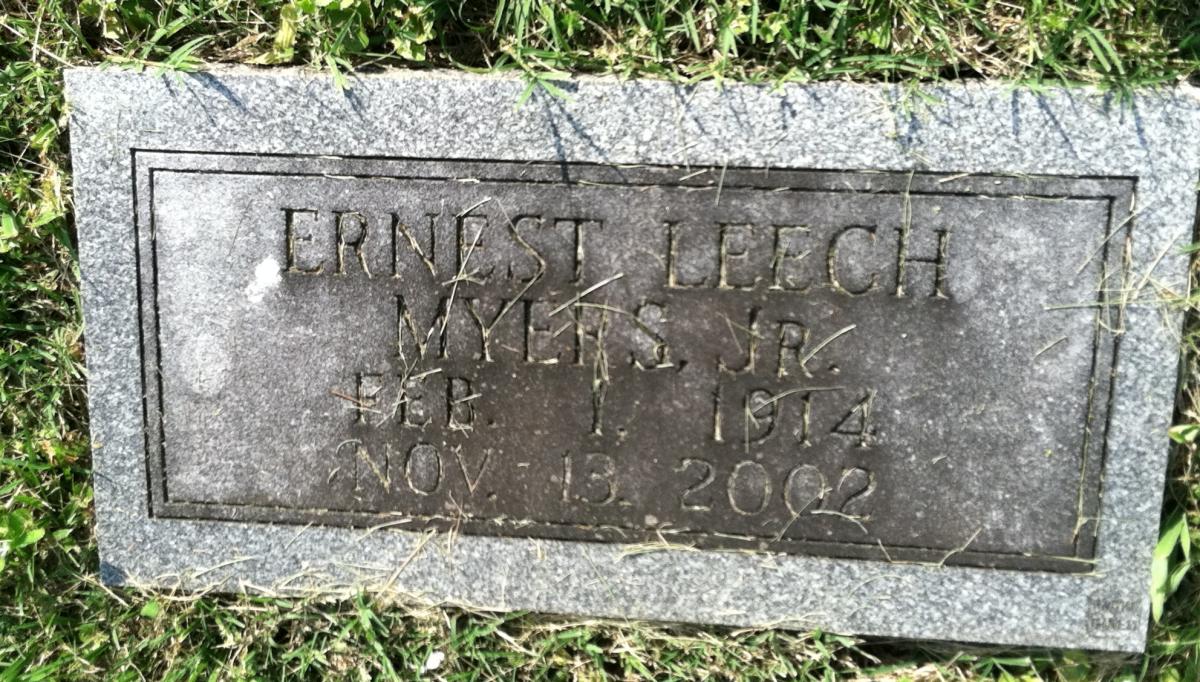 ERNEST LEECH
MYERS, JR.
FEB. 1, 1914
NOV. 13, 2002